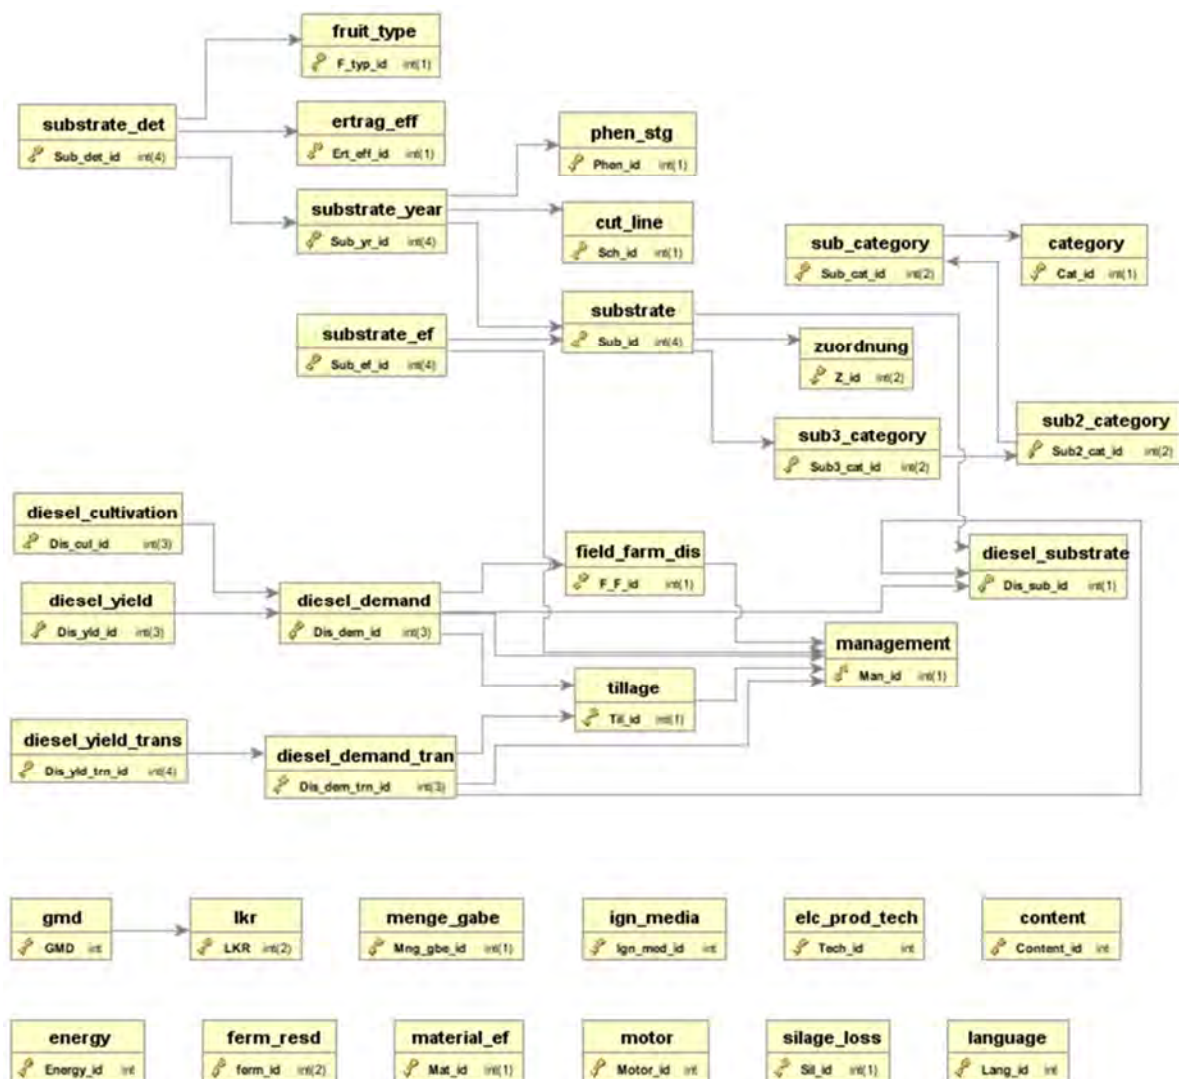 fruit_type
F_typ_id int(1)
substrate_det
Sub_det_id int(4)
ertrag_eff
Ert_eff_id int(1)
phen_stg
Phen_id int(1)
substrate_year
Sub_yr_id int(4)
cut_line
Sch_id int(1)
sub_category
Sub_cat_id int(2)
category
Cat_id int(1)
substrate_ef
Sub_ef_id int(4)
substrate
Sub_id int(4)
zuordnung
Z_id int(2)
sub3_category
Sub3_cat_id int(2)
sub2_category
Sub2_cat_id int(2)
diesel_cultivation
Dis_cul_id int(3)
field_farm_dis
F_F_id int(1)
diesel_substrate
Dis_sub_id int(1)
diesel_yield
Dis_yld_id int(3)
diesel_demand
Dis_dem_id int(3)
management
Man_id int(1)
tillage
Til_id int(1)
diesel_yield_trans
Dis_yld_trn_id int(4)
diesel_demand_tran
Dis_dem_trn_id int(3)
gmd
GMD int
lkr
LKR int(2)
menge_gabe
Mng_gbe_id int(1)
ign_media
Ign_med_id int
elc_prod_tech
Tech_id int
content
Content_id int
energy
Energy_id int
ferm_resd
ferm_id int(2)
material_ef
Mat_id int(1)
motor
Motor_id int
silage_loss
Sil_id int(1)
language
Lang_id int